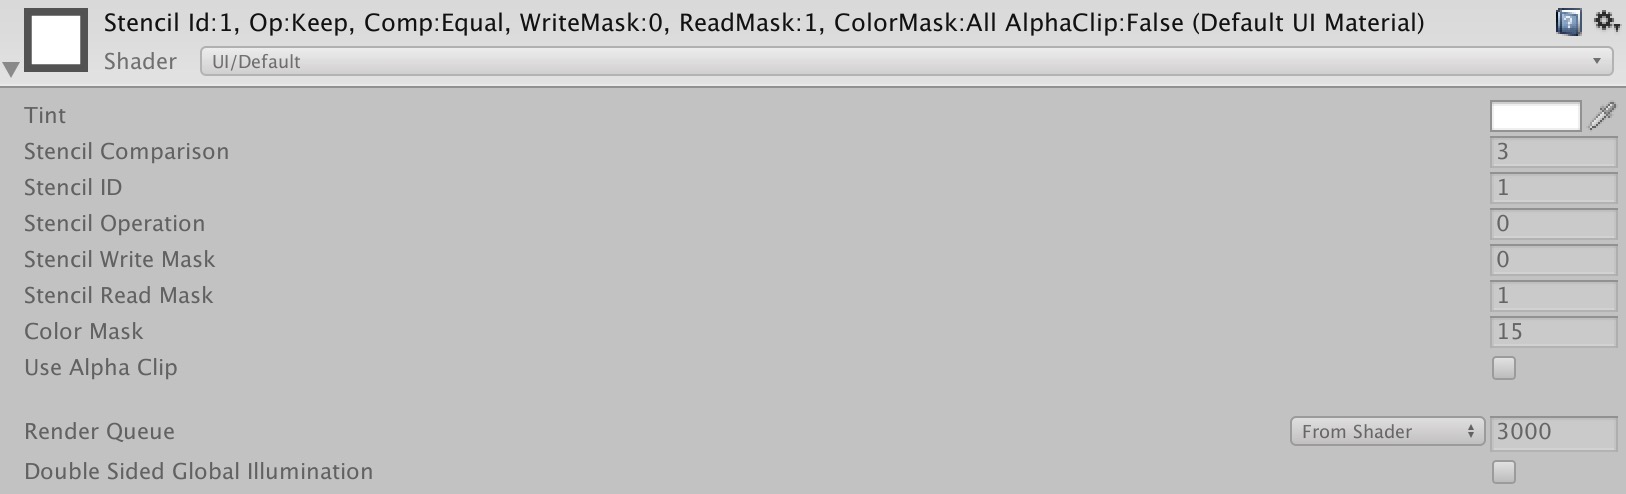 Stencil Id:1, Op:Keep, Comp:Equal, WriteMask:0, ReadMask:1, ColorMask:All AlphaClip:False (Default UI Material)
Shader UI/Default
Tint
Stencil Comparison 3
Stencil ID 1
Stencil Operation 0
Stencil Write Mask 0
Stencil Read Mask 1
Color Mask 15
Use Alpha Clip
Render Queue From Shader 3000
Double Sided Global Illumination